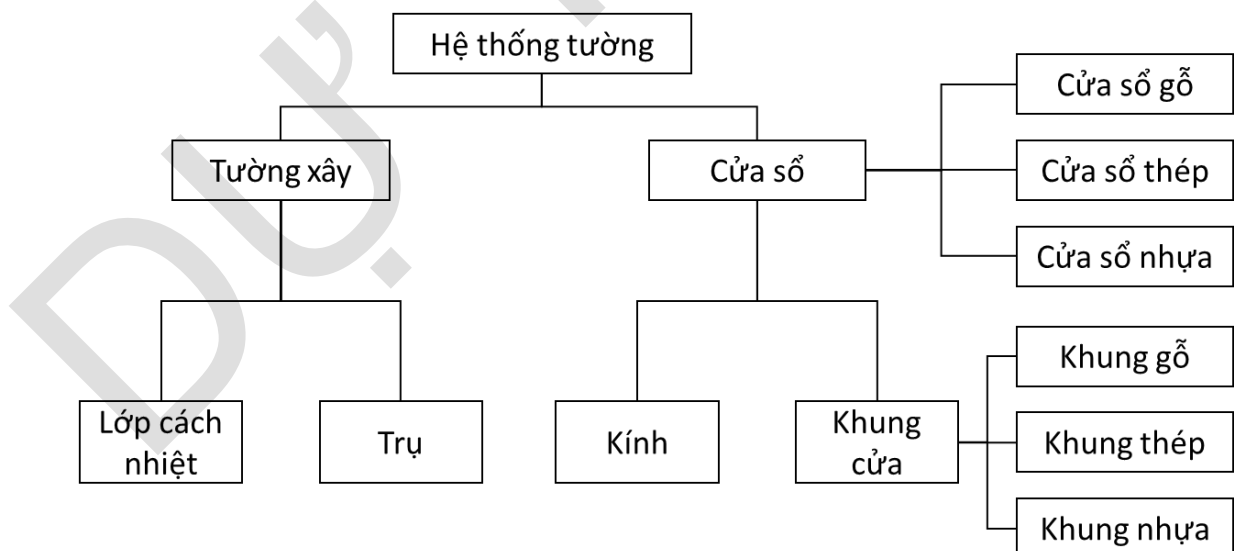 Hệ thống tường
Cửa sổ gỗ
Tường xây
Cửa sổ
Cửa sổ thép
Cửa sổ nhựa
Khung gỗ
Lớp cách
nhiệt
Trụ
Kính
Khung
cửa
Khung thép
Khung nhựa
DỰ